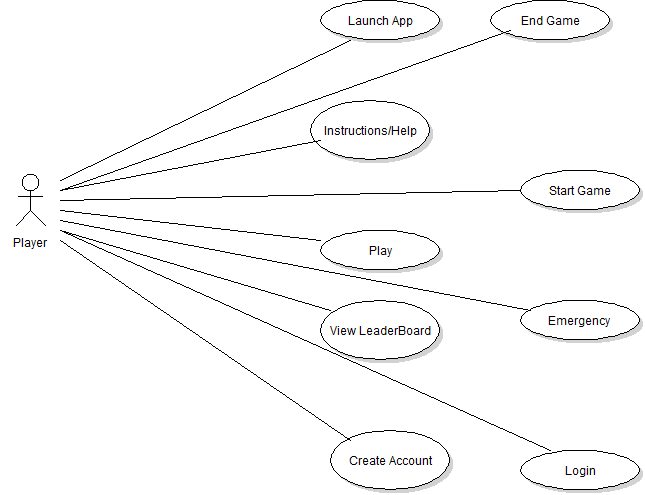 Launch App
End Game
Instructions/Help
Start Game
Player
Play
View LeaderBoard
Emergency
Create Account
Login